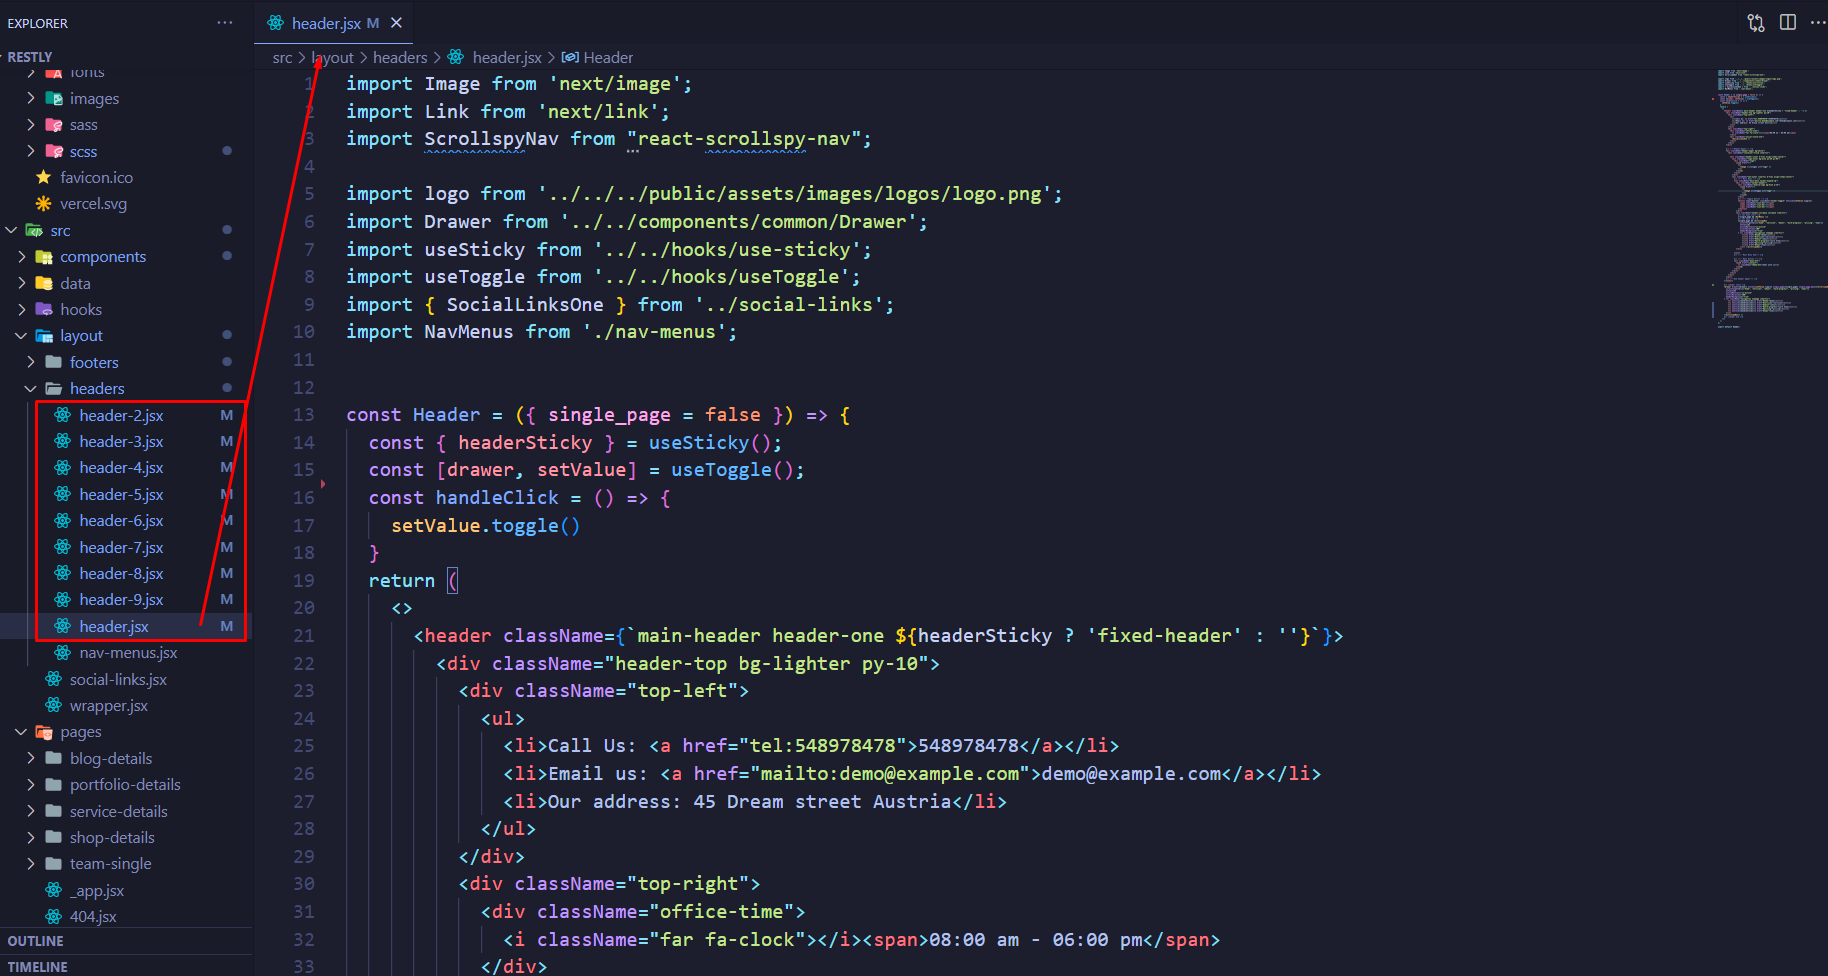 EXPLORER
RESTLY
fonts
images
sass
scss
favicon.ico
vercel.svg
src
components
data
hooks
layout
footers
headers
header-2.jsx M
header-3.jsx M
header-4.jsx M
header-5.jsx M
header-6.jsx M
header-7.jsx M
header-8.jsx M
header-9.jsx M
header.jsx M
nav-menus.jsx
social-links.jsx
wrapper.jsx
pages
blog-details
portfolio-details
service-details
shop-details
team-single
_app.jsx
404.jsx
OUTLINE
TIMELINE
header.jsx M
src > layout > headers > header.jsx > Header
1 import Image from 'next/image';
2 import Link from 'next/link';
3 import ScrollspyNav from "react-scrollspy-nav";
4
5 import logo from '../../../public/assets/images/logos/logo.png';
6 import Drawer from '../../components/common/Drawer';
7 import useSticky from '../../hooks/use-sticky';
8 import useToggle from '../../hooks/useToggle';
9 import { SocialLinksOne } from '../social-links';
10 import NavMenus from './nav-menus';
11
12
13 const Header = ({ single_page = false }) => {
14 const { headerSticky } = useSticky();
15 const [drawer, setValue] = useToggle();
16 const handleClick = () => {
17 setValue.toggle()
18 }
19 return (
20 <>
21 <header className={`main-header header-one ${headerSticky ? 'fixed-header' : ''}`}>
22 <div className="header-top bg-lighter py-10">
23 <div className="top-left">
24 <ul>
25 <li>Call Us: <a href="tel:548978478">548978478</a></li>
26 <li>Email us: <a href="mailto:demo@example.com">demo@example.com</a></li>
27 <li>Our address: 45 Dream street Austria</li>
28 </ul>
29 </div>
30 <div className="top-right">
31 <div className="office-time">
32 <i className="far fa-clock"></i><span>08:00 am - 06:00 pm</span>
33 </div>